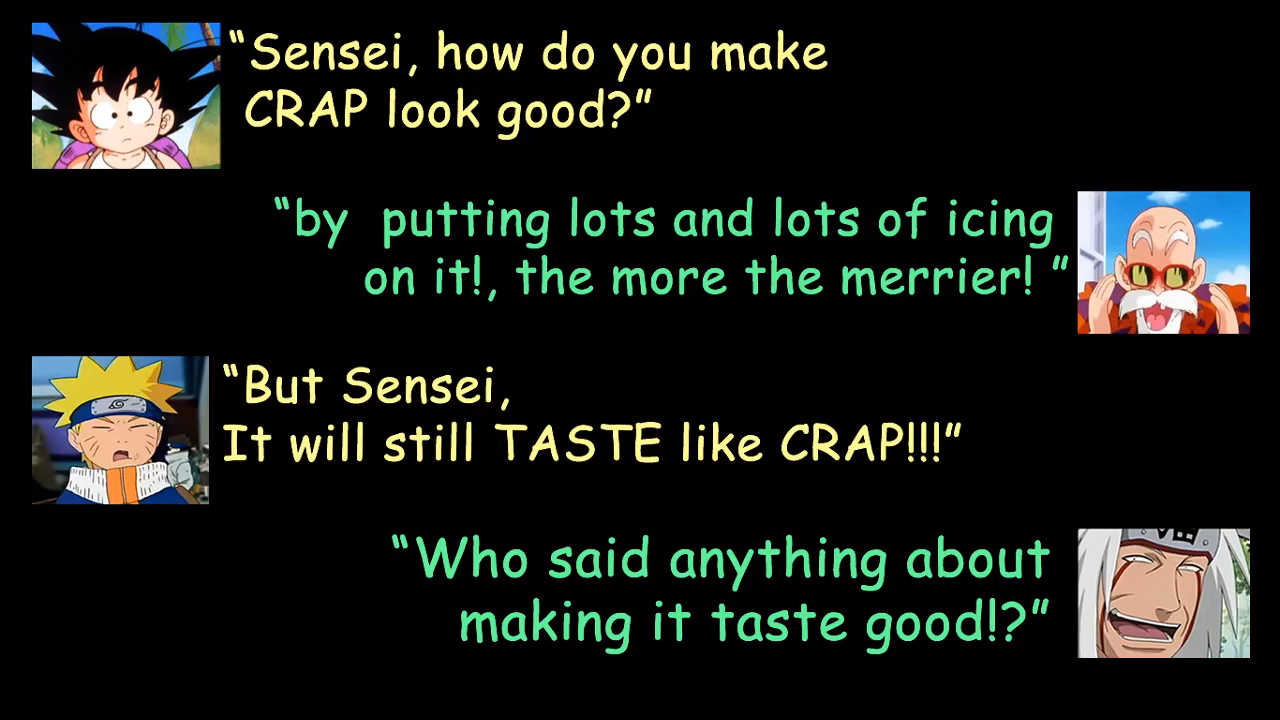 “Sensei, how do you make
CRAP look good?”
“by putting lots and lots of icing
on it!, the more the merrier! ”
“But Sensei,
It will still TASTE like CRAP!!!”
“Who said anything about
making it taste good!?”